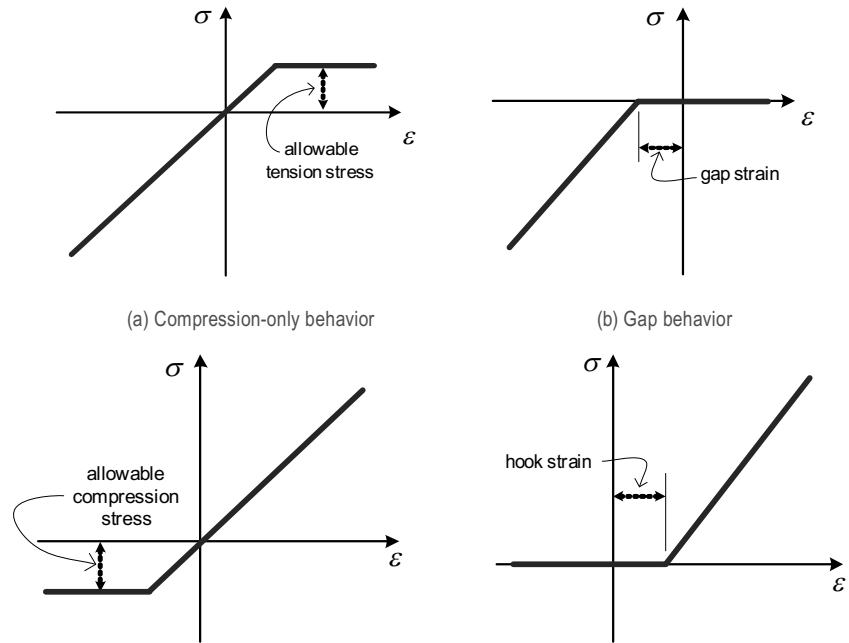 σ
ε
allowable
tension stress
σ
ε
gap strain
(a) Compression-only behavior
(b) Gap behavior
σ
allowable
compression
stress
ε
σ
hook strain
ε